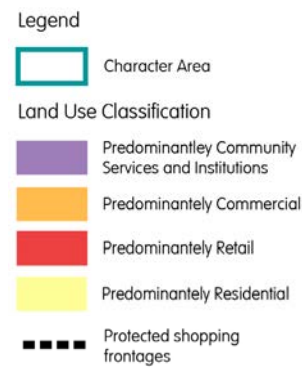 Legend
Character Area
Land Use Classification
Predominantley Community
Services and Institutions
Predominantely Commercial
Predominantely Retail
Predominantely Residential
Protected shopping
frontages